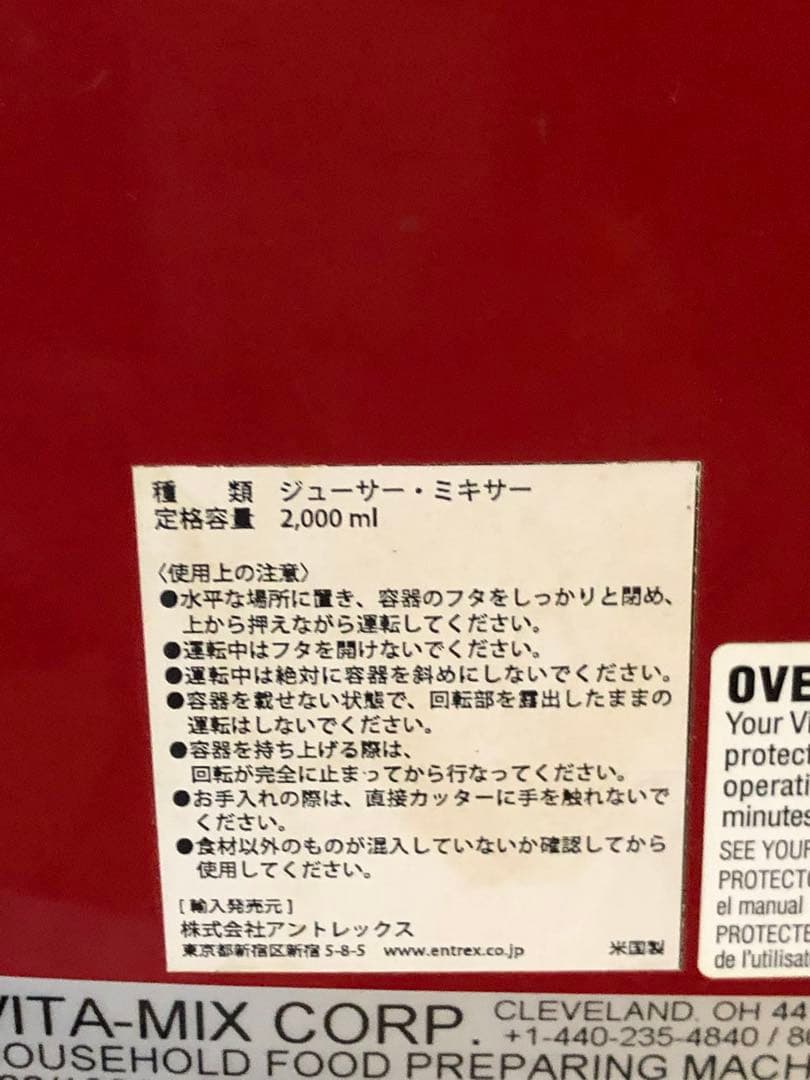 種 類 ジューサー・ミキサー
定格容量 2,000 ml
〈使用上の注意〉
●水平な場所に置き、容器のフタをしっかりと閉め、
上から押えながら運転してください。
●運転中はフタを開けないでください。
●運転中は絶対に容器を斜めにしないでください。
●容器を載せない状態で、回転部を露出したままの
運転はしないでください。
●容器を持ち上げる際は、
回転が完全に止まってから行なってください。
●お手入れの際は、直接カッターに手を触れないで
ください。
●食材以外のものが混入していないか確認してから
使用してください。
[ 輸入発売元 ]
株式会社アントレックス
東京都新宿区新宿 5-8-5 www.entrex.co.jp 米国製
OVE
Your Vi
protect
operati
minutes
SEE YOUR
PROTECTO
el manual
PROTECTE
de l'utilisat
VITA-MIX CORP. CLEVELAND, OH 44
+1-440-235-4840 / 80
HOUSEHOLD FOOD PREPARING MACH